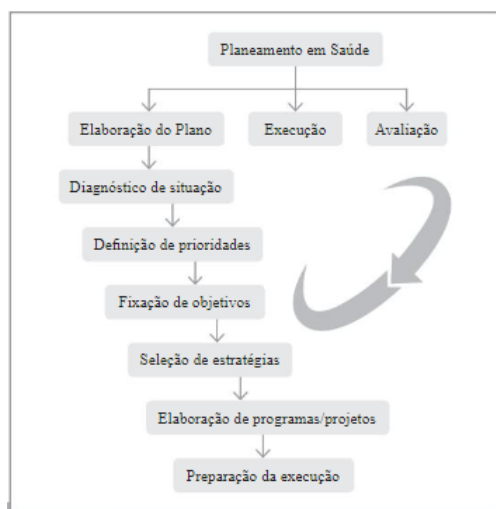 Planeamento em Saúde
Elaboração do Plano
Execução
Avaliação
Diagnóstico de situação
Definição de prioridades
Fixação de objetivos
Seleção de estratégias
Elaboração de programas/projetos
Preparação da execução